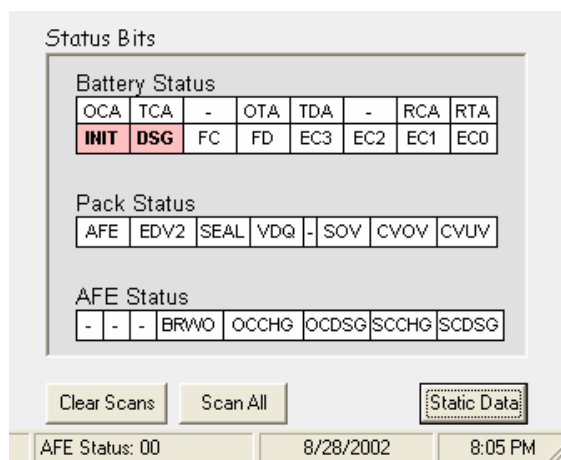 Status Bits
Battery Status
OCA TCA - OTA TDA - RCA RTA
INIT DSG FC FD EC3 EC2 EC1 EC0
Pack Status
AFE EDV2 SEAL VDQ - SOV CVOV CVUV
AFE Status
- - - BRWO OCCHG OCDSG SCCHG SCDSG
Clear Scans Scan All Static Data
AFE Status: 00 8/28/2002 8:05 PM